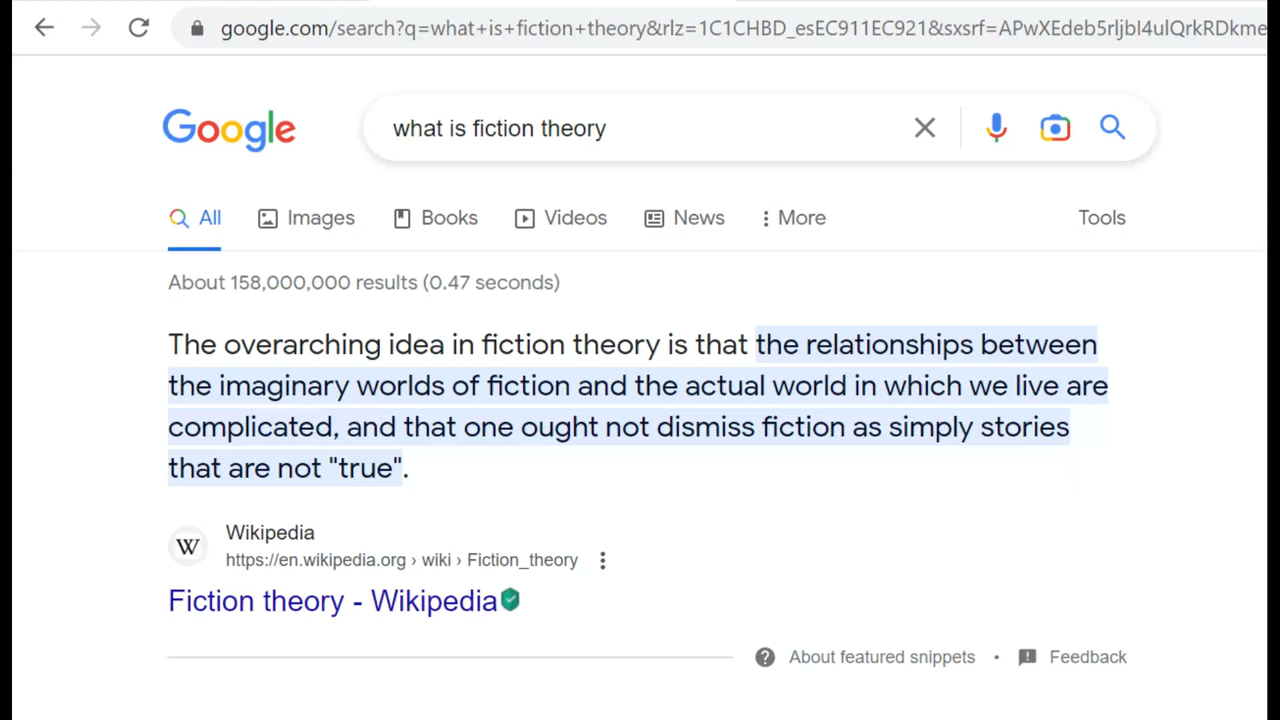 google.com/search?q=what+is+fiction+theory&rlz=1C1CHBD_esEC911EC921&sxsrf=APwXEdeb5rljbI4ulQrkRDkme
Google
what is fiction theory
All Images Books Videos News More Tools
About 158,000,000 results (0.47 seconds)
The overarching idea in fiction theory is that the relationships between
the imaginary worlds of fiction and the actual world in which we live are
complicated, and that one ought not dismiss fiction as simply stories
that are not "true".
W
Wikipedia
https://en.wikipedia.org › wiki › Fiction_theory
Fiction theory - Wikipedia
About featured snippets • Feedback